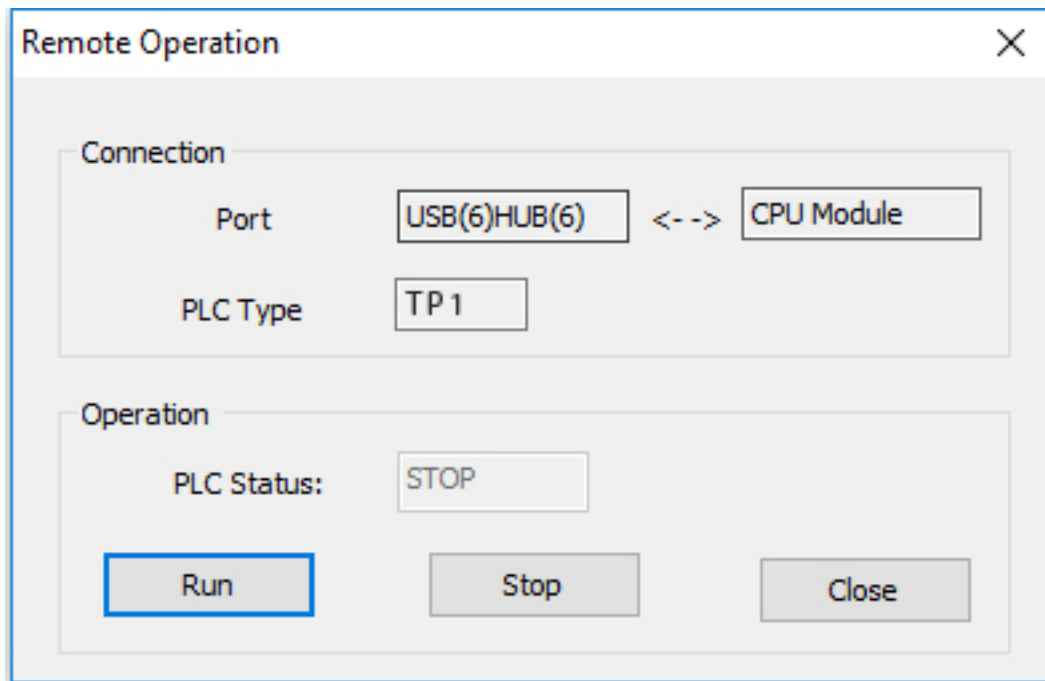 Remote Operation
Connection
Port USB(6)HUB(6) <--> CPU Module
PLC Type TP1
Operation
PLC Status: STOP
Run Stop Close